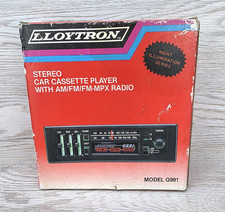 LLOYTRON
NIGHT
ILLUMINATION
SERIES
STEREO
CAR CASSETTE PLAYER
WITH AM/FM/FM-MPX RADIO
MODEL G991